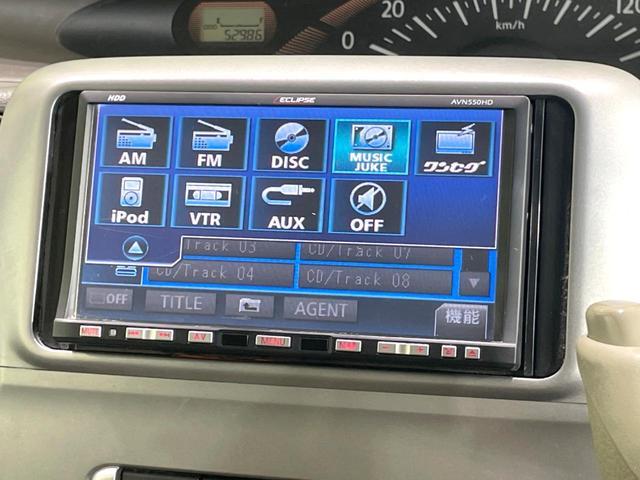 52986
0 20 120
km/h
HDD ECLIPSE AVN550HD
AM FM DISC MUSIC JUKE ワンセグ
iPod VTR AUX OFF
Track 03 CD/Track 07
CD/Track 04 CD/Track 08
OFF TITLE AGENT 機能
MUTE AV MENU MAP - +